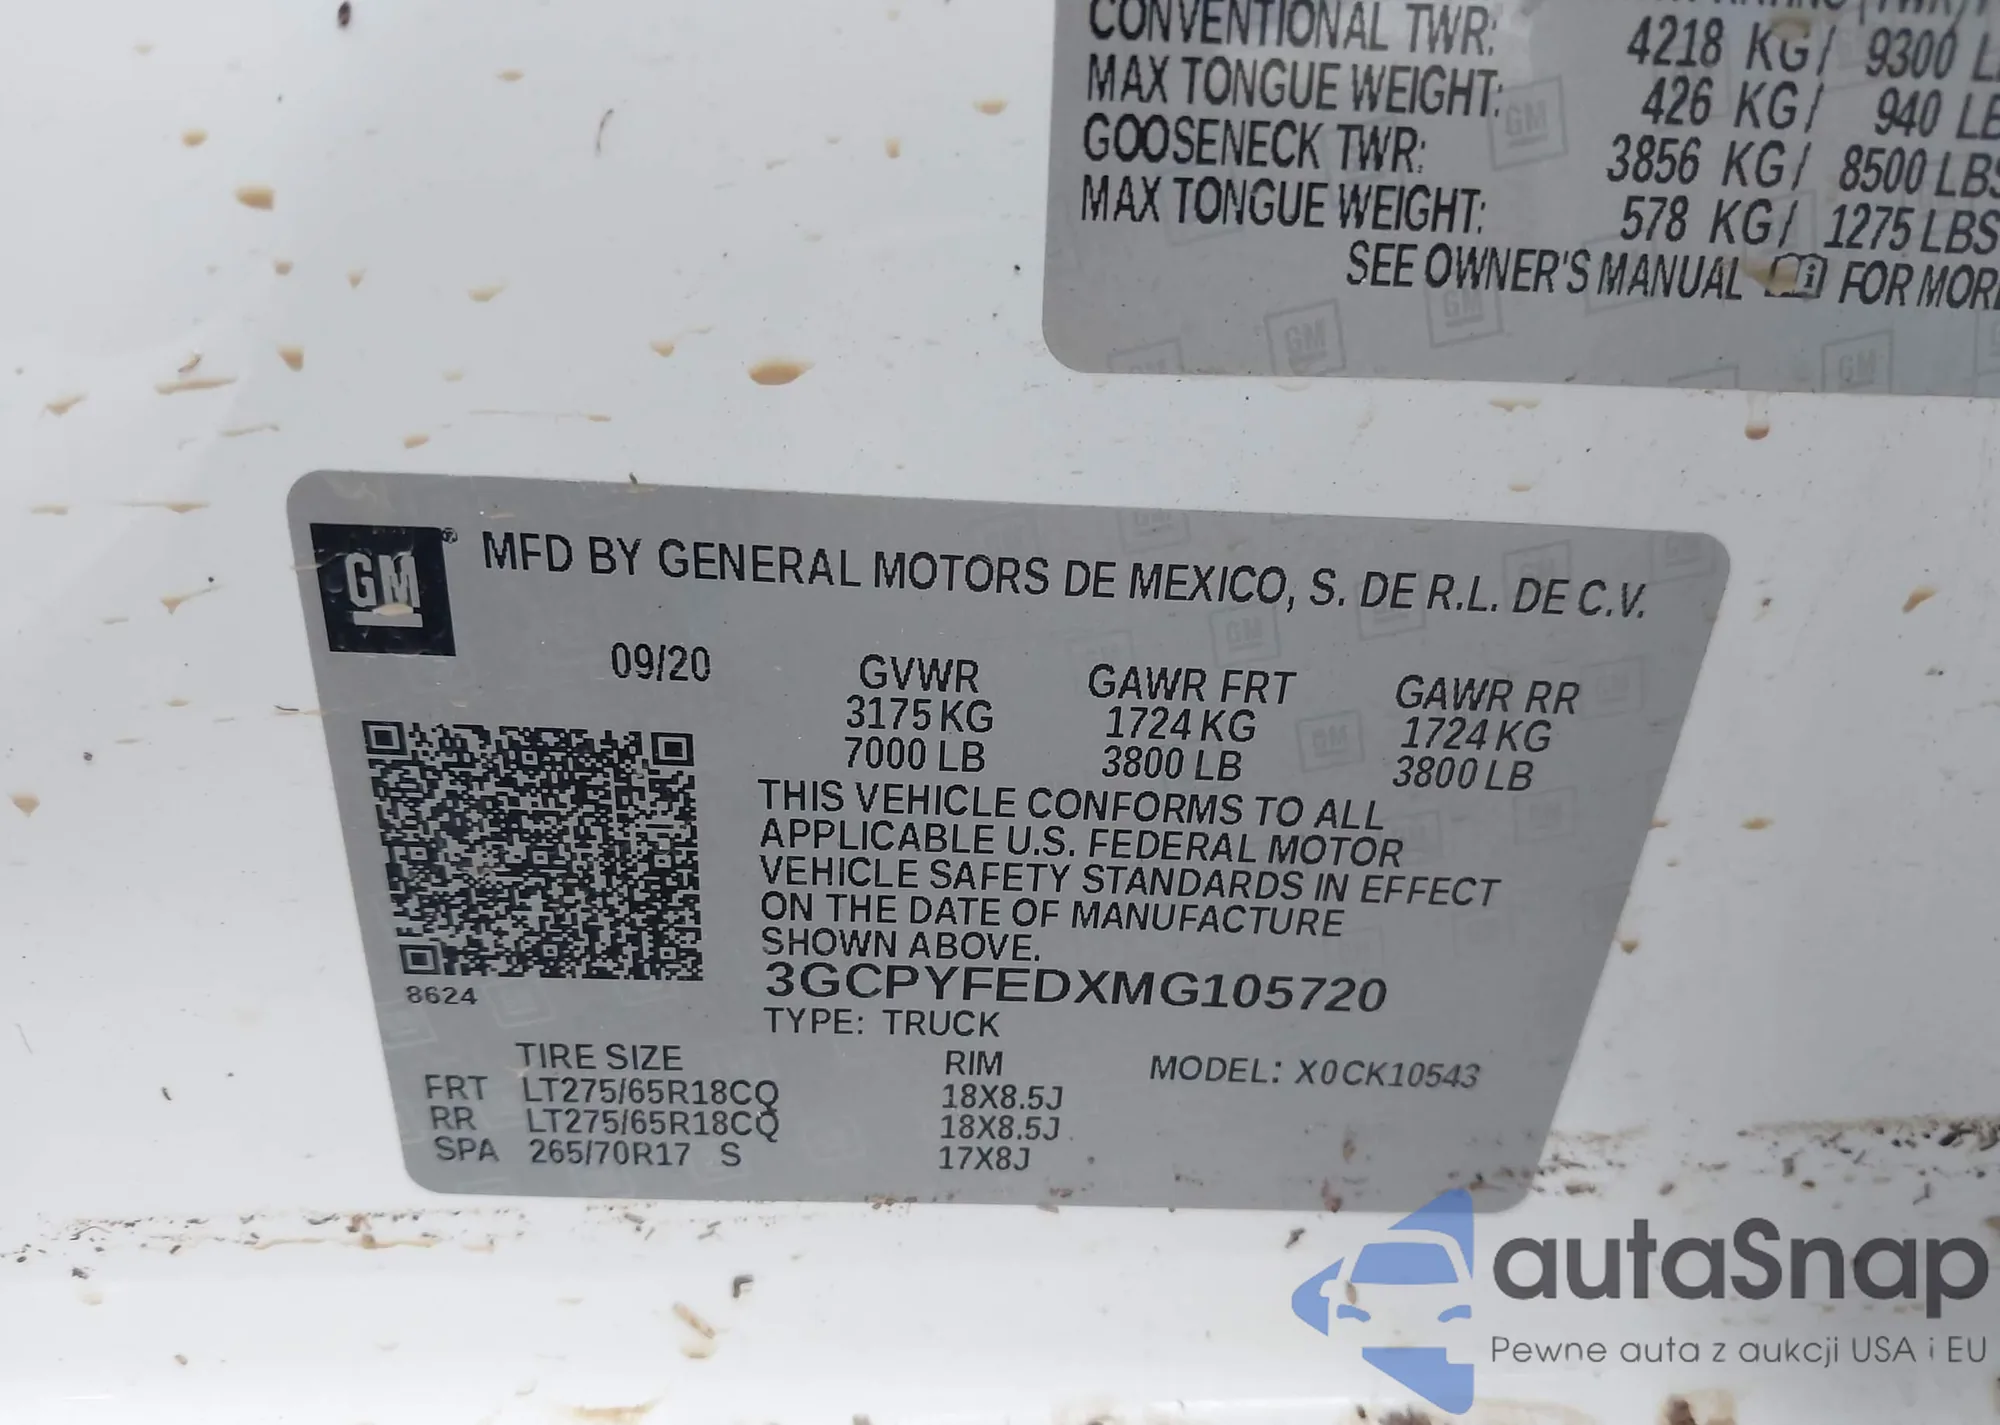 CONVENTIONAL TWR: 4218 KG/ 9300
MAX TONGUE WEIGHT: 426 KG/ 940 LB
GOOSENECK TWR: 3856 KG/ 8500 LBS
MAX TONGUE WEIGHT: 578 KG/ 1275 LBS
SEE OWNER'S MANUAL FOR MORE
GM® MFD BY GENERAL MOTORS DE MEXICO, S. DE R.L. DE C.V.
09/20 GVWR GAWR FRT GAWR RR
3175 KG 1724 KG 1724 KG
7000 LB 3800 LB 3800 LB
THIS VEHICLE CONFORMS TO ALL
APPLICABLE U.S. FEDERAL MOTOR
VEHICLE SAFETY STANDARDS IN EFFECT
ON THE DATE OF MANUFACTURE
SHOWN ABOVE.
3GCPYFEDXMG105720
8624
TYPE: TRUCK
TIRE SIZE RIM MODEL: X0CK10543
FRT LT275/65R18CQ 18X8.5J
RR LT275/65R18CQ 18X8.5J
SPA 265/70R17 S 17X8J
autaSnap
Pewne auta z aukcji USA i EU